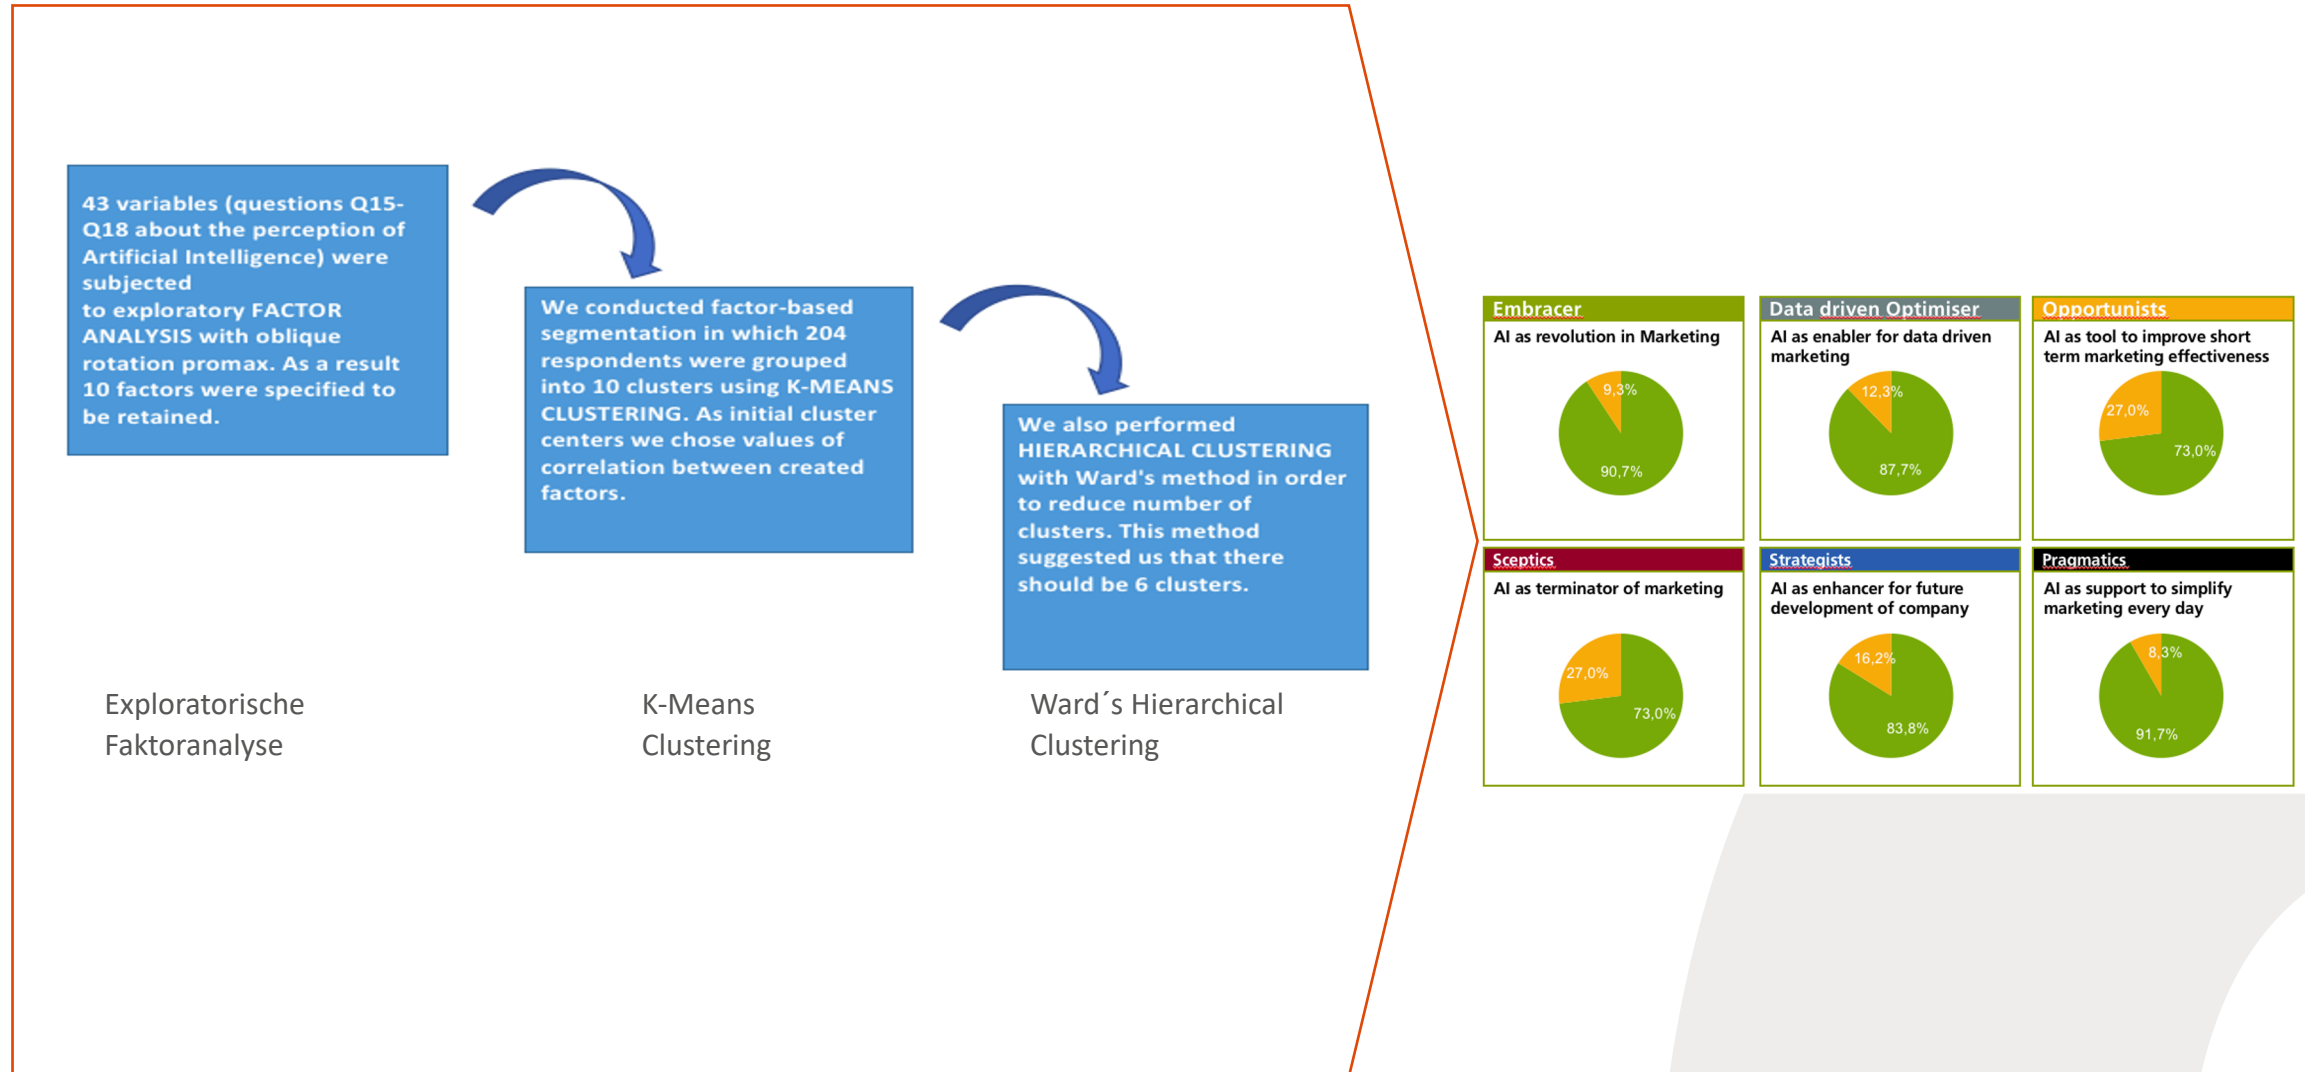 43 variables (questions Q15-
Q18 about the perception of
Artificial Intelligence) were
subjected
to exploratory FACTOR
ANALYSIS with oblique
rotation promax. As a result
10 factors were specified to
be retained.
We conducted factor-based
segmentation in which 204
respondents were grouped
into 10 clusters using K-MEANS
CLUSTERING. As initial cluster
centers we chose values of
correlation between created
factors.
We also performed
HIERARCHICAL CLUSTERING
with Ward's method in order
to reduce number of
clusters. This method
suggested us that there
should be 6 clusters.
Exploratorische
Faktoranalyse
K-Means
Clustering
Ward´s Hierarchical
Clustering
Embracer
AI as revolution in Marketing
9,3%
90,7%
Data driven Optimiser
AI as enabler for data driven
marketing
12,3%
87,7%
Opportunists
AI as tool to improve short
term marketing effectiveness
27,0%
73,0%
Sceptics
AI as terminator of marketing
27,0%
73,0%
Strategists
AI as enhancer for future
development of company
16,2%
83,8%
Pragmatics
AI as support to simplify
marketing every day
8,3%
91,7%